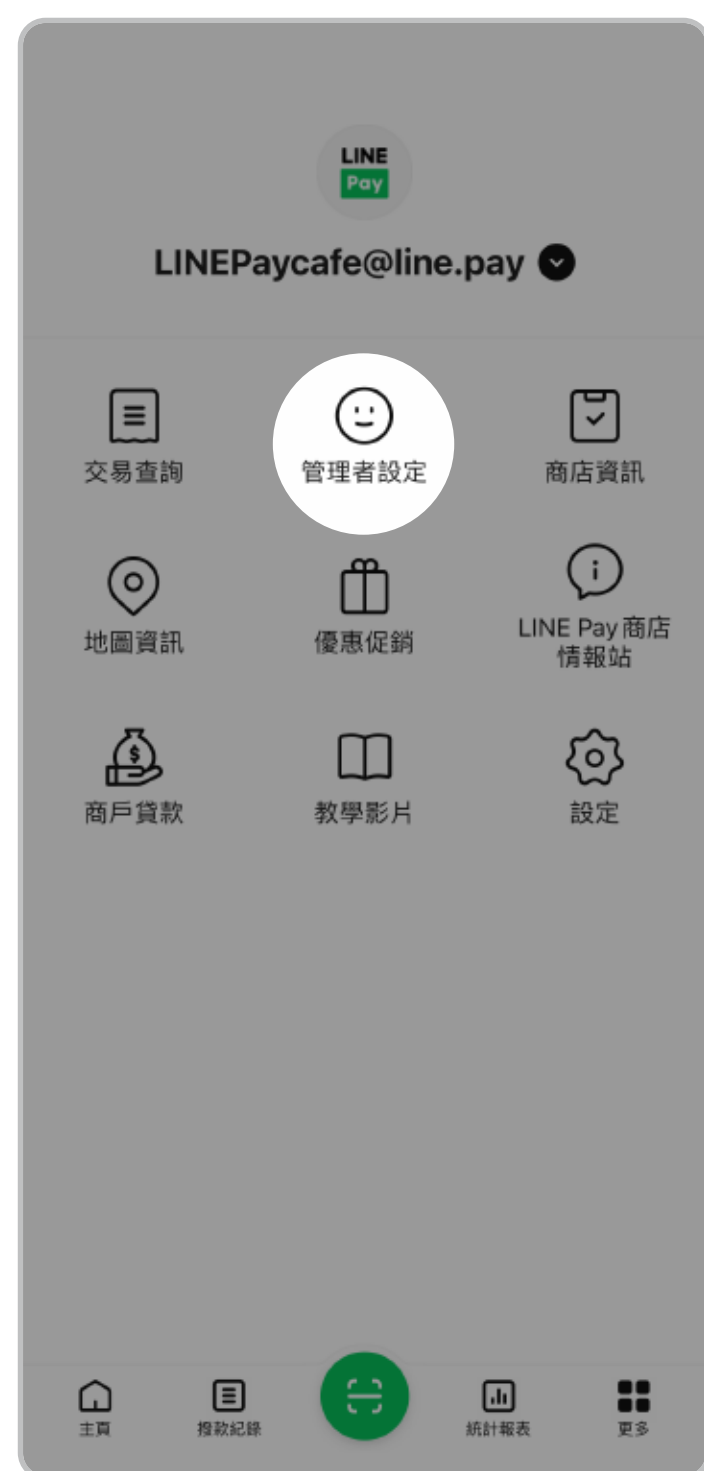 LINE
Pay
LINEPaycafe@line.pay
交易查詢
管理者設定
商店資訊
地圖資訊
優惠促銷
LINE Pay 商店
情報站
商戶貸款
教學影片
設定
主頁
撥款紀錄
統計報表
更多